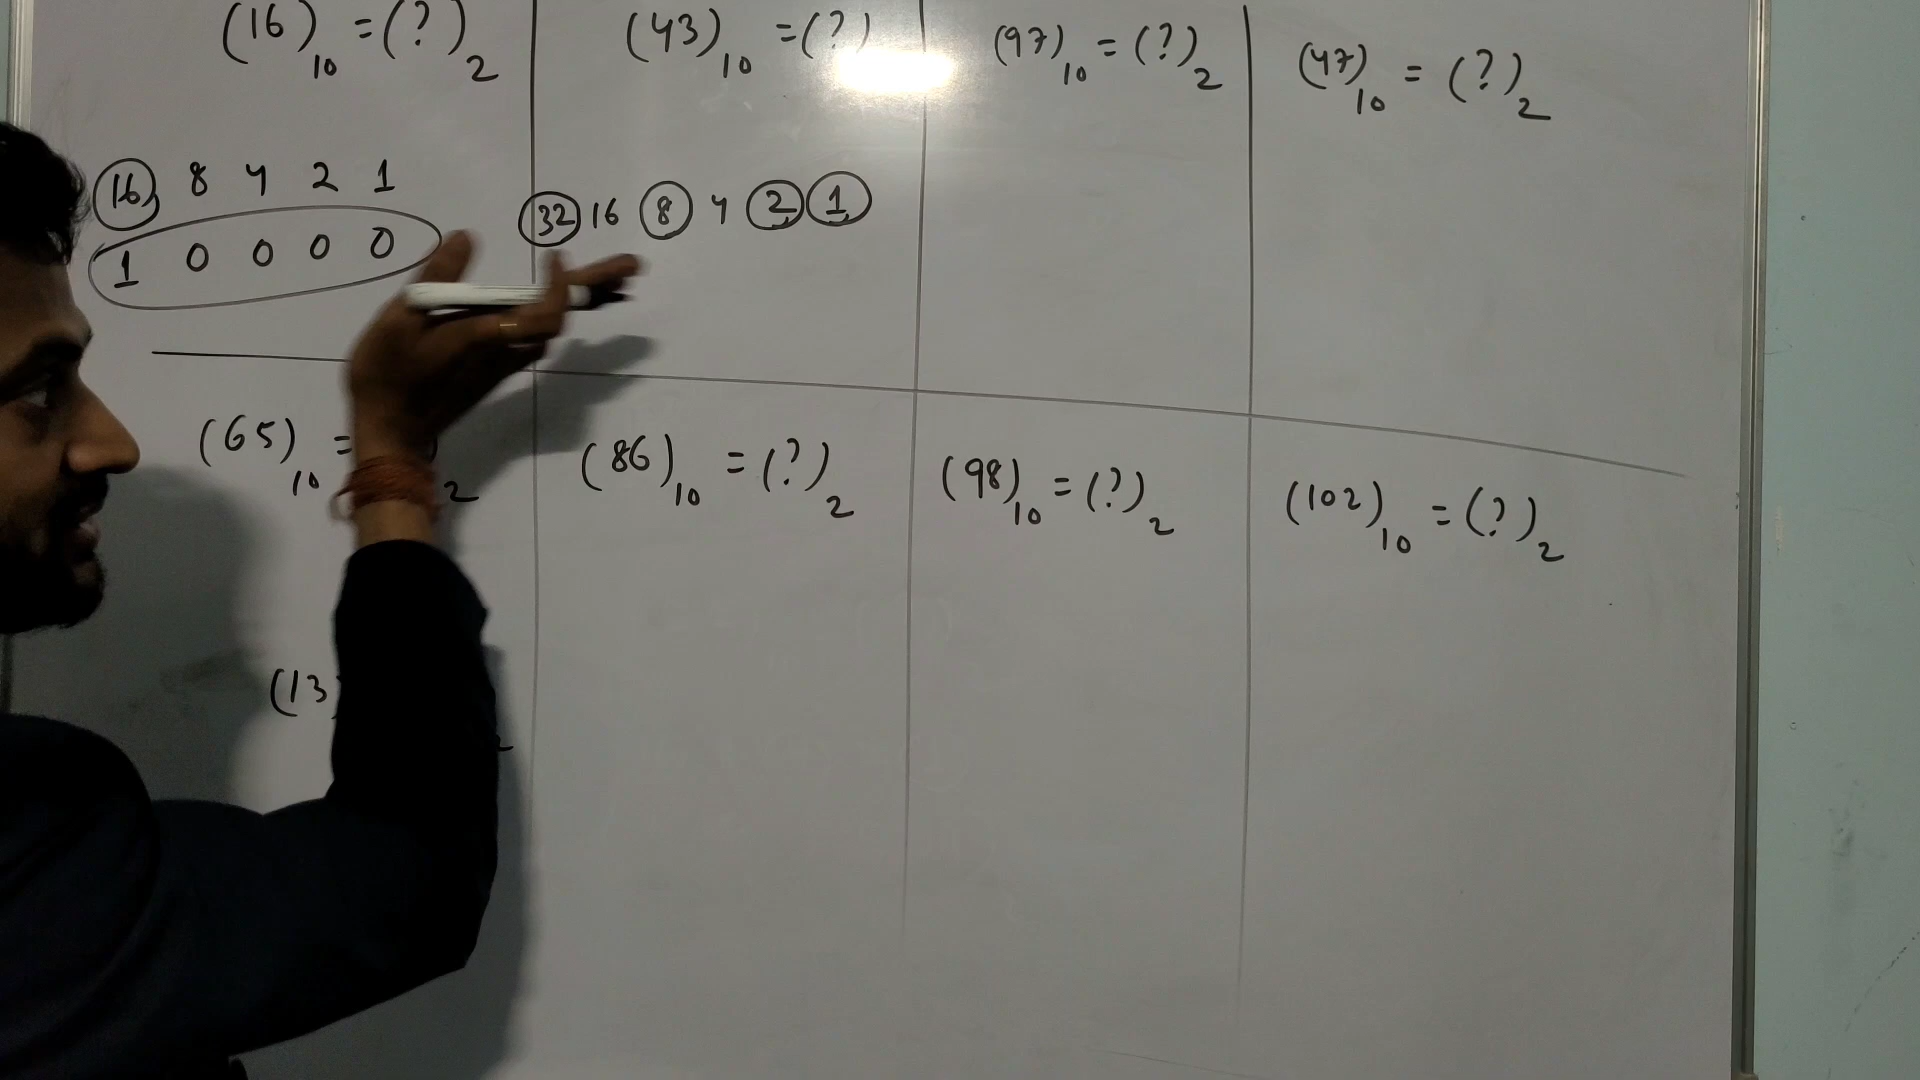 (16)10 = (?)2
16 8 4 2 1
1 0 0 0 0
(43)10 = (?)
32 16 8 4 2 1
(97)10 = (?)2
(47)10 = (?)2
(65)10 = 2
(86)10 = (?)2
(98)10 = (?)2
(102)10 = (?)2
(13
2